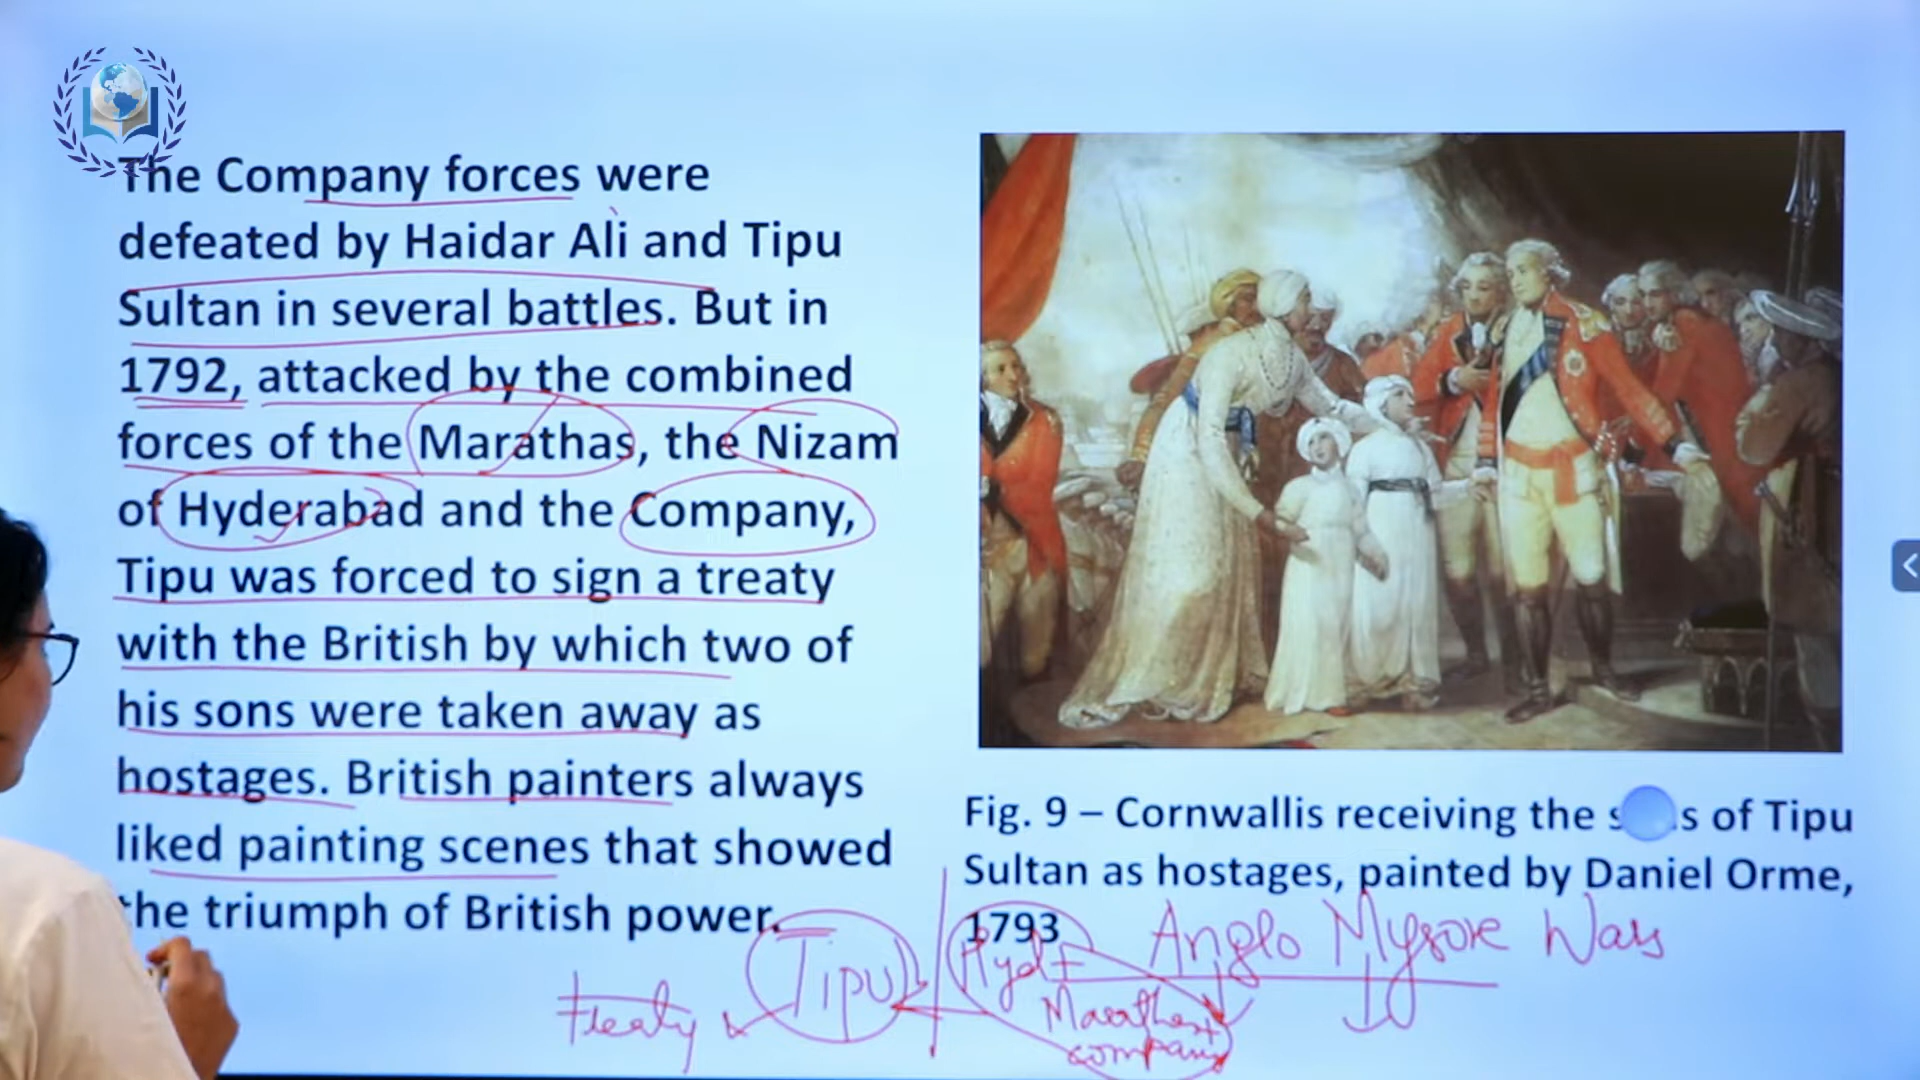 The Company forces were
defeated by Haidar Ali and Tipu
Sultan in several battles. But in
1792, attacked by the combined
forces of the Marathas, the Nizam
of Hyderabad and the Company,
Tipu was forced to sign a treaty
with the British by which two of
his sons were taken away as
hostages. British painters always
liked painting scenes that showed
the triumph of British power.
Fig. 9 – Cornwallis receiving the sons of Tipu
Sultan as hostages, painted by Daniel Orme,
1793
Anglo Mysore Wars
Tipu
Hyd
treaty
Marathas
company